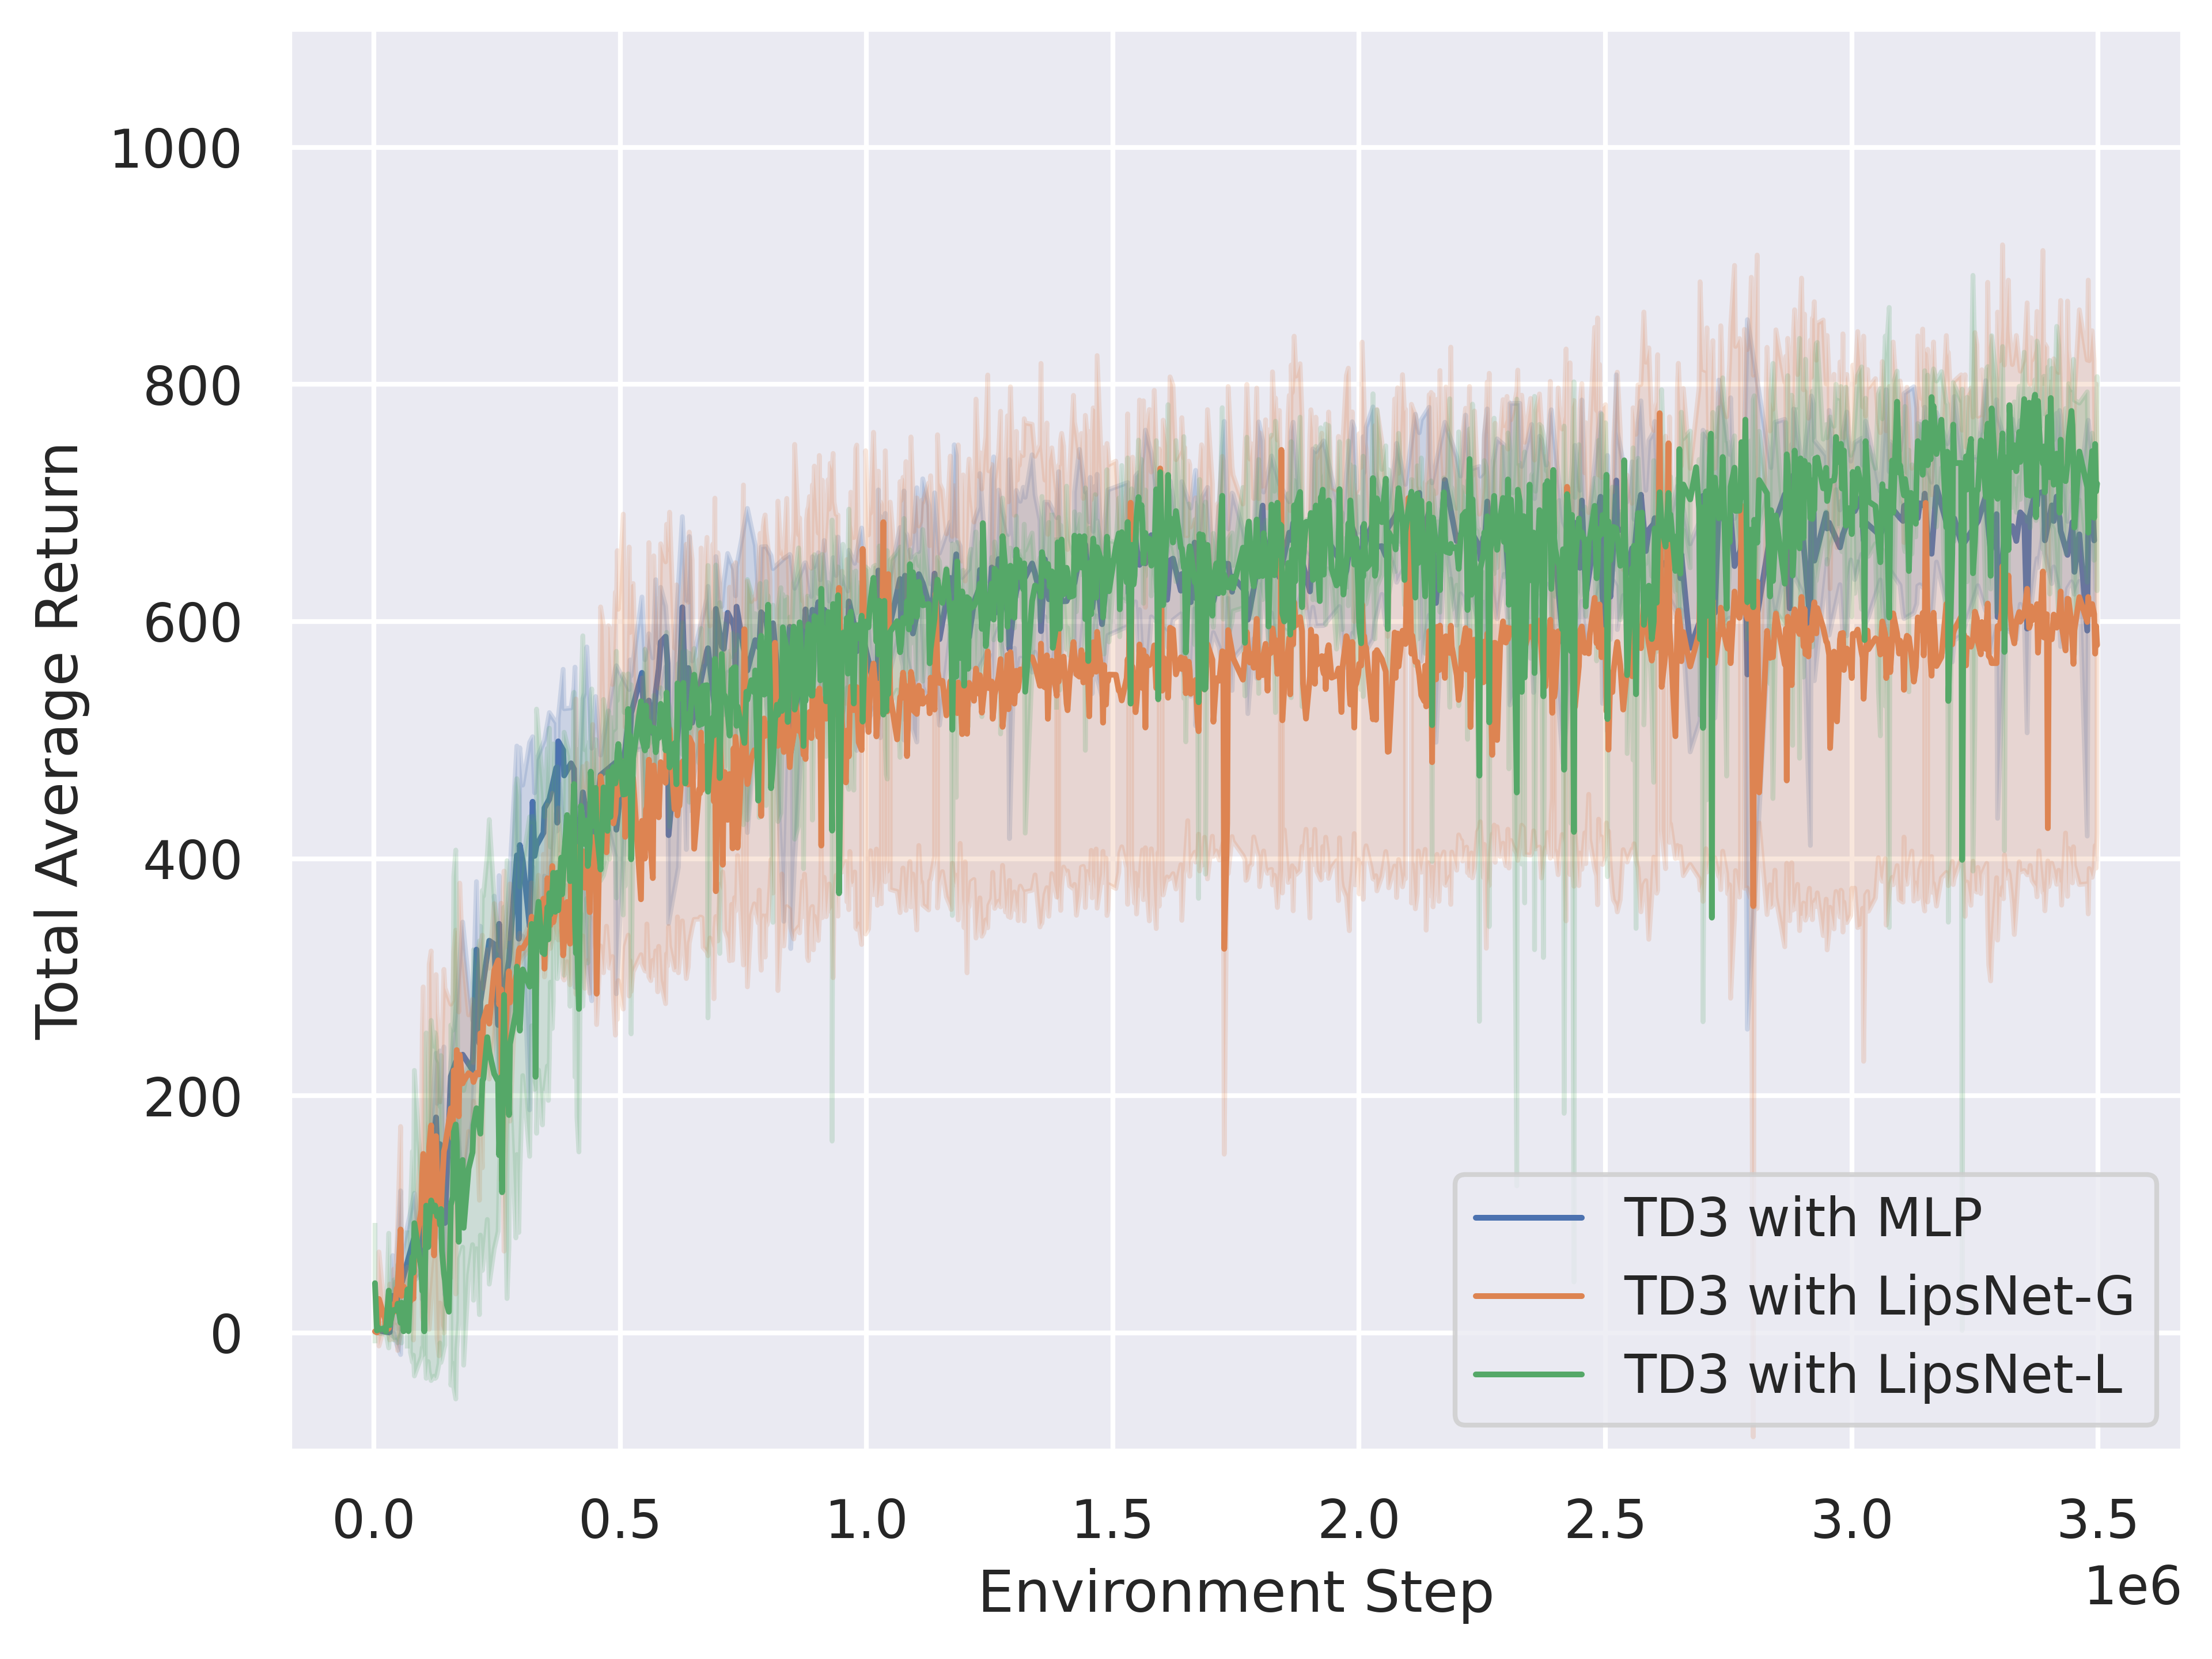 1000
800
600
400
200
0
Total Average Return
0.0 0.5 1.0 1.5 2.0 2.5 3.0 3.5
1e6
Environment Step
TD3 with MLP
TD3 with LipsNet-G
TD3 with LipsNet-L